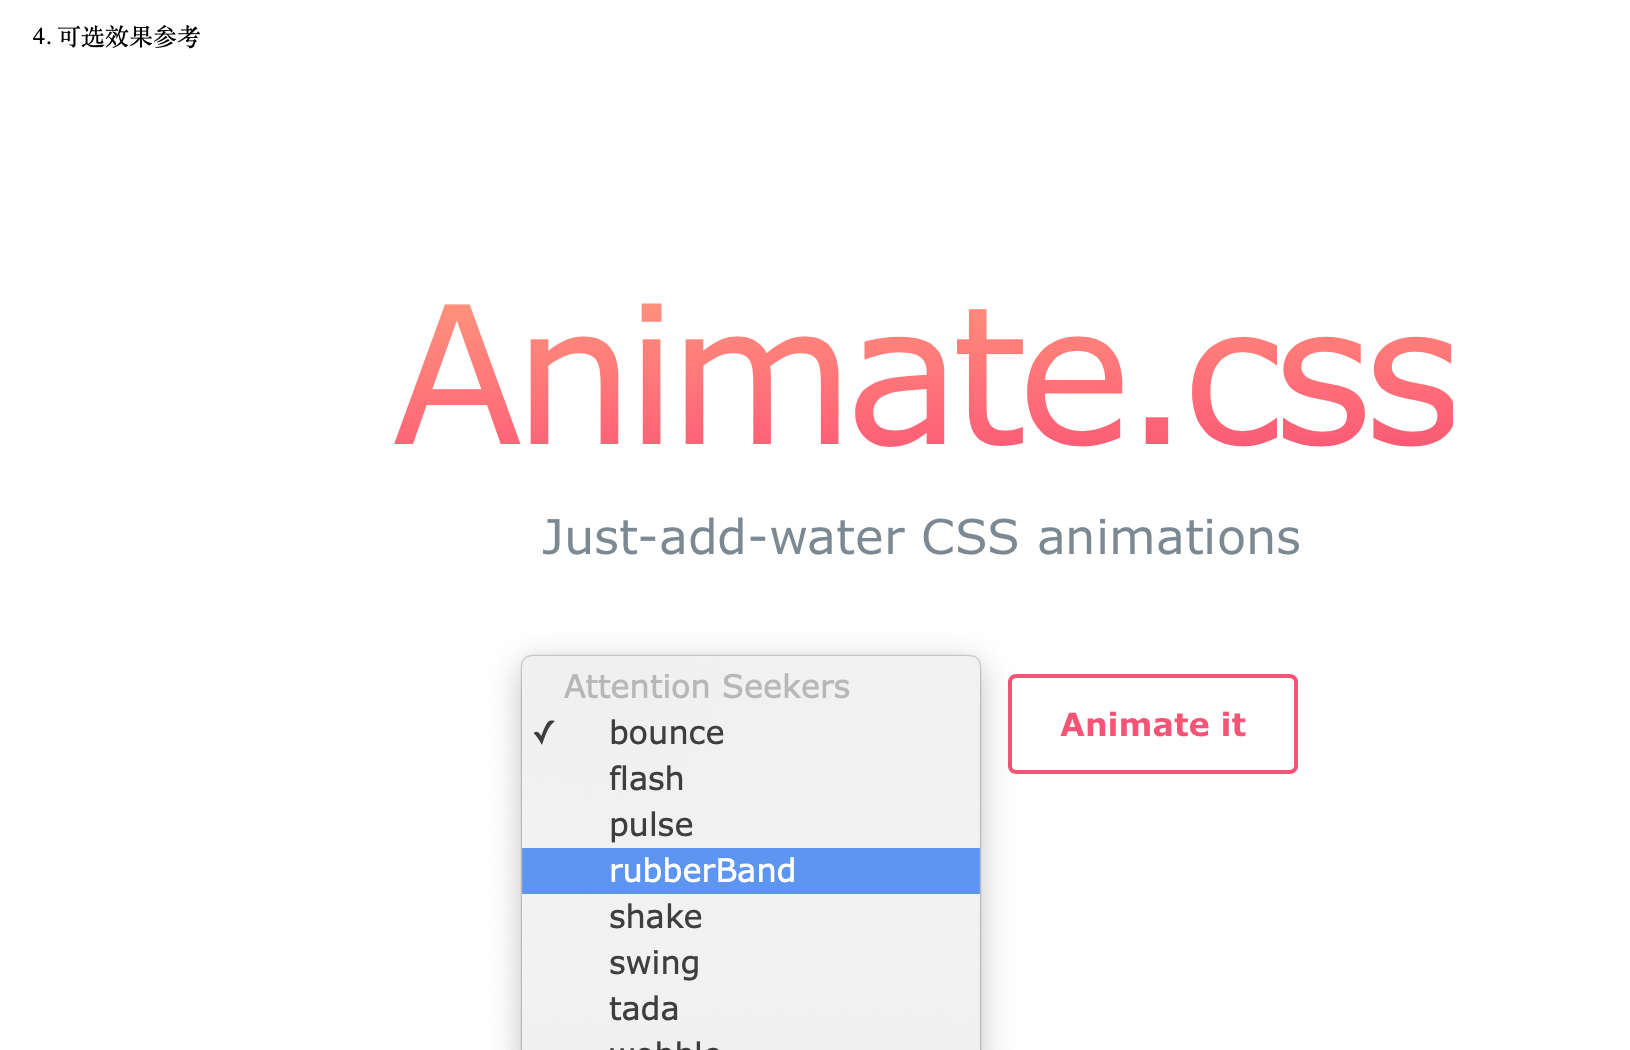 4. 可选效果参考
Animate.css
Just-add-water CSS animations
Attention Seekers
✓ bounce
Animate it
flash
pulse
rubberBand
shake
swing
tada
wobble